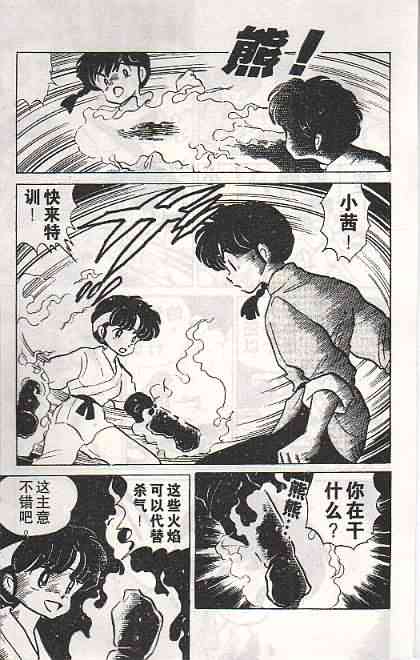 熊—！
小茜！
快来特
训！
你在干
什么？
熊熊…
这些火焰
可以代替
杀气！
这主意
不错吧。